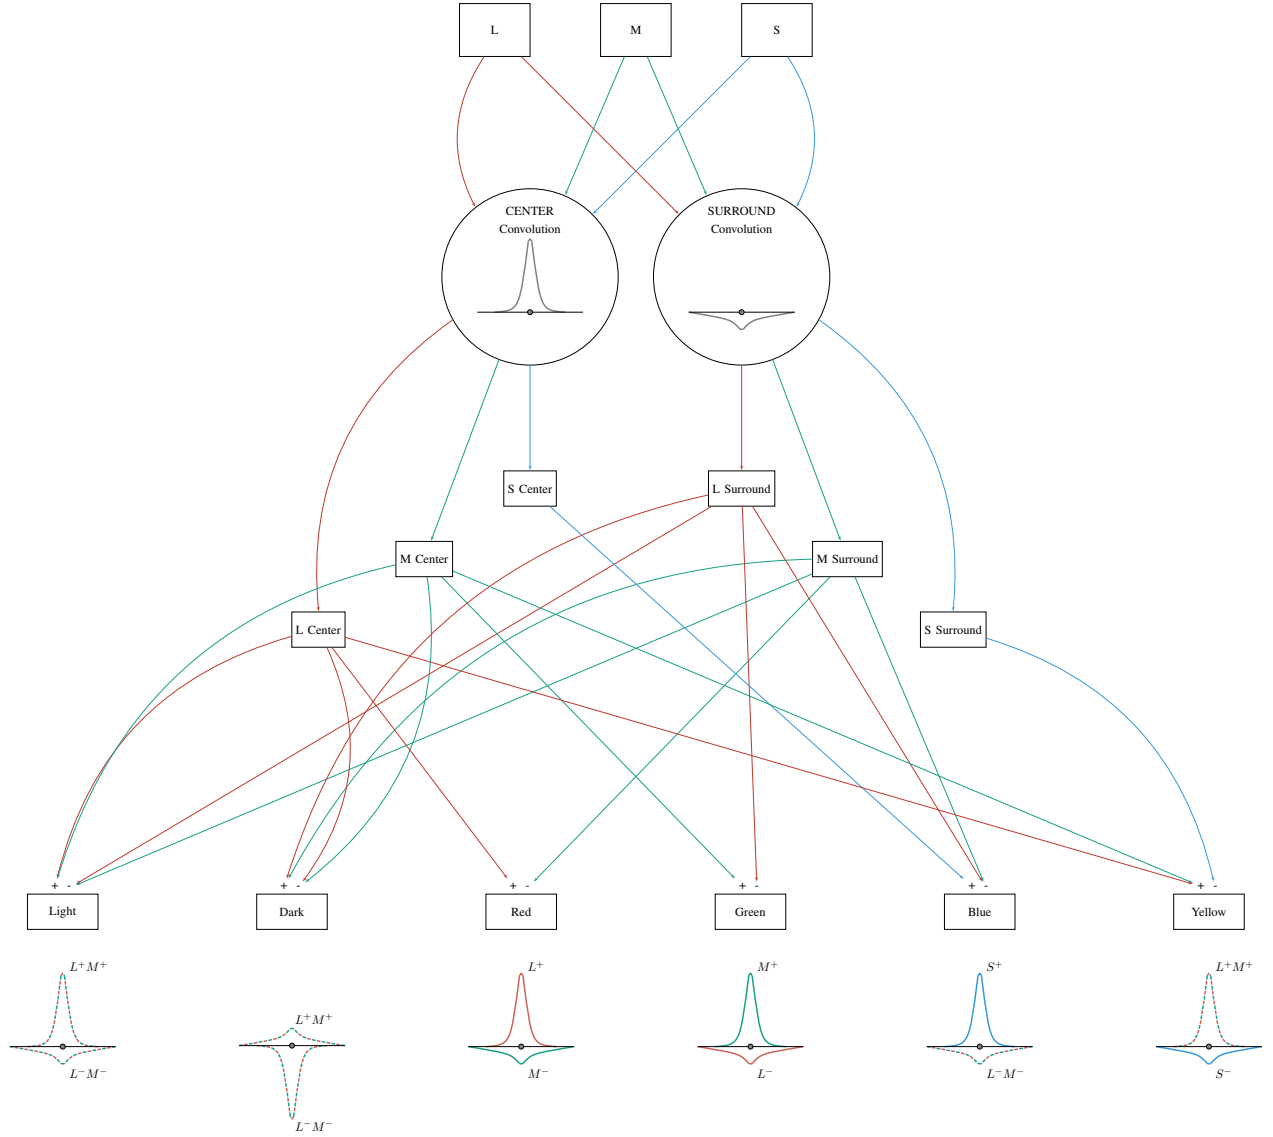 L M S
CENTER
Convolution
SURROUND
Convolution
S Center
L Surround
M Center
M Surround
L Center
S Surround
+ - + - + - + - + - + -
Light Dark Red Green Blue Yellow
L⁺M⁺
L⁻M⁻
L⁺M⁺
L⁻M⁻
L⁺
M⁻
M⁺
L⁻
S⁺
L⁻M⁻
L⁺M⁺
S⁻